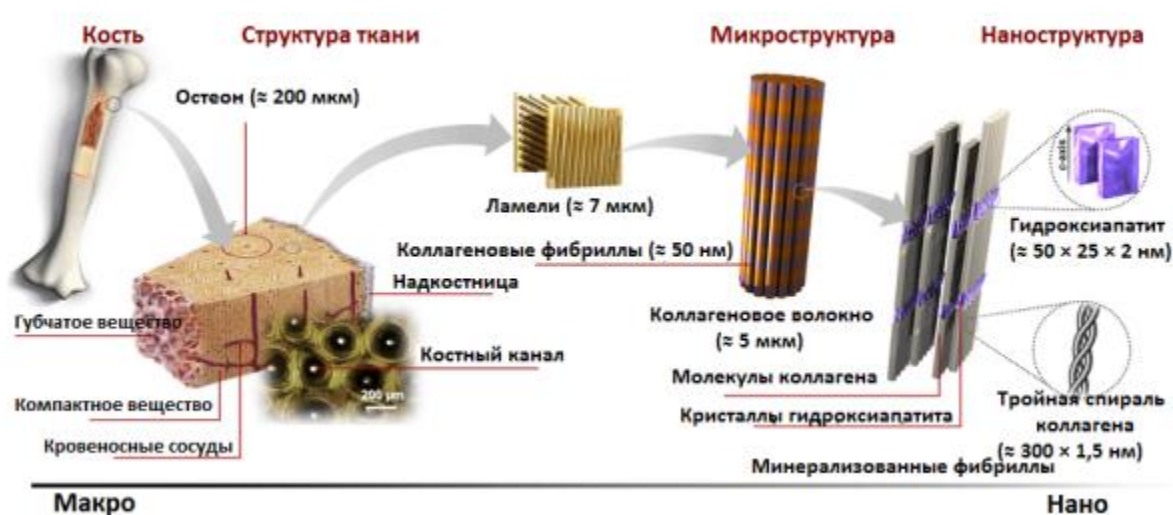 Кость
Структура ткани
Микроструктура
Наноструктура
Остеон (≈ 200 мкм)
Ламели (≈ 7 мкм)
Коллагеновые фибриллы (≈ 50 нм)
Надкостница
Губчатое вещество
Костный канал
200 μm
Компактное вещество
Кровеносные сосуды
Коллагеновое волокно
(≈ 5 мкм)
Молекулы коллагена
Кристаллы гидроксиапатита
Минерализованные фибриллы
c-axis
Гидроксиапатит
(≈ 50 × 25 × 2 нм)
Тройная спираль
коллагена
(≈ 300 × 1,5 нм)
Макро
Нано